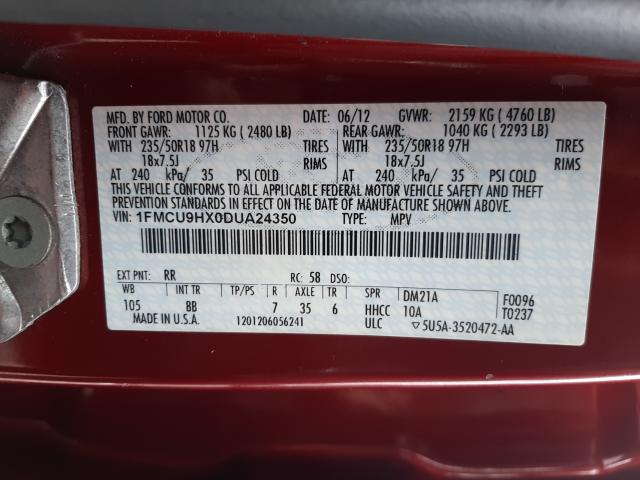 MFD. BY FORD MOTOR CO. DATE: 06/12 GVWR: 2159 KG ( 4760 LB)
FRONT GAWR: 1125 KG ( 2480 LB) REAR GAWR: 1040 KG ( 2293 LB)
WITH 235/50R18 97H TIRES WITH 235/50R18 97H TIRES
18x7.5J RIMS 18x7.5J RIMS
AT 240 kPa/ 35 PSI COLD AT 240 kPa/ 35 PSI COLD
THIS VEHICLE CONFORMS TO ALL APPLICABLE FEDERAL MOTOR VEHICLE SAFETY AND THEFT
PREVENTION STANDARDS IN EFFECT ON THE DATE OF MANUFACTURE SHOWN ABOVE.
VIN: 1FMCU9HX0DUA24350 TYPE: MPV
EXT PNT: RR RC: 58 DSO:
WB INT TR TP/PS R AXLE TR SPR DM21A F0096
105 8B 7 35 6 HHCC 10A T0237
MADE IN U.S.A. 1201206056241 ULC ▽5U5A-3520472-AA